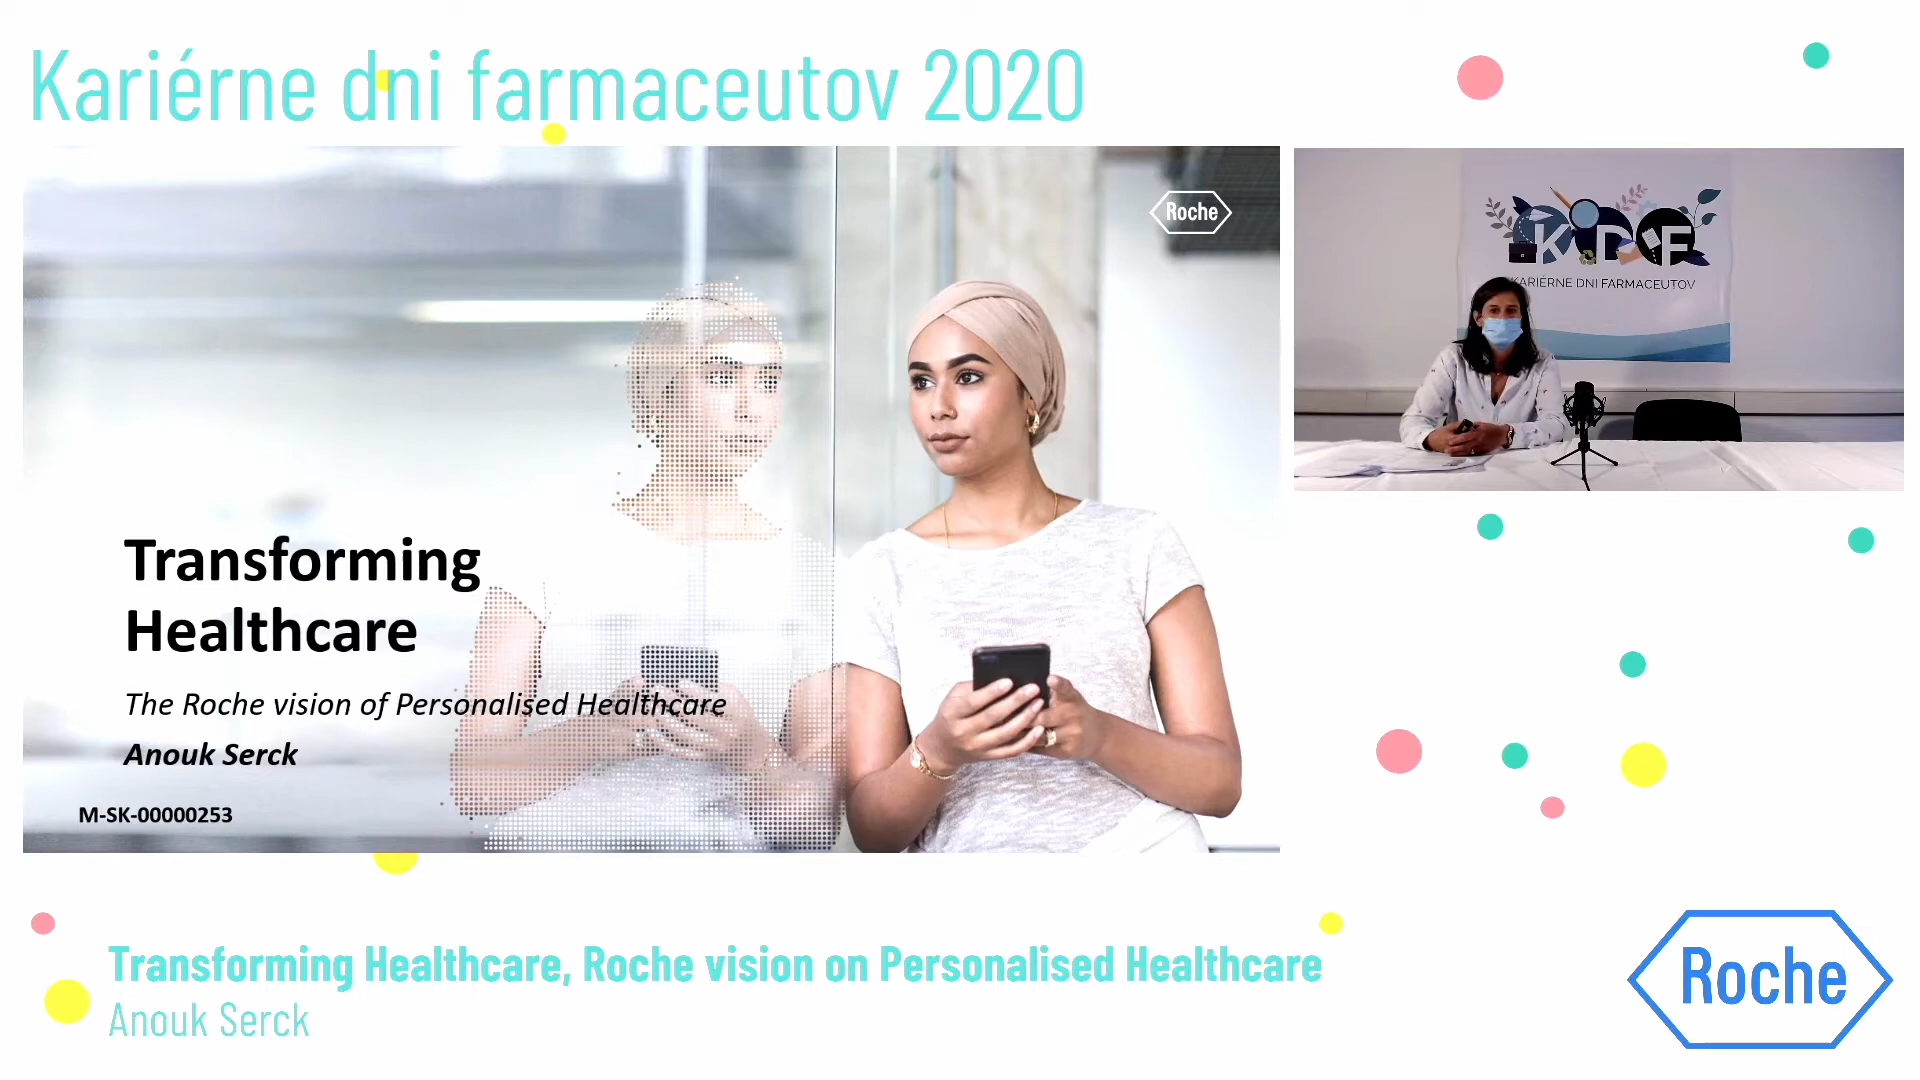 Kariérne dni farmaceutov 2020
Roche
Transforming
Healthcare
The Roche vision of Personalised Healthcare
Anouk Serck
M-SK-00000253
KDF
KARIÉRNE DNI FARMACEUTOV
Transforming Healthcare, Roche vision on Personalised Healthcare
Anouk Serck
Roche